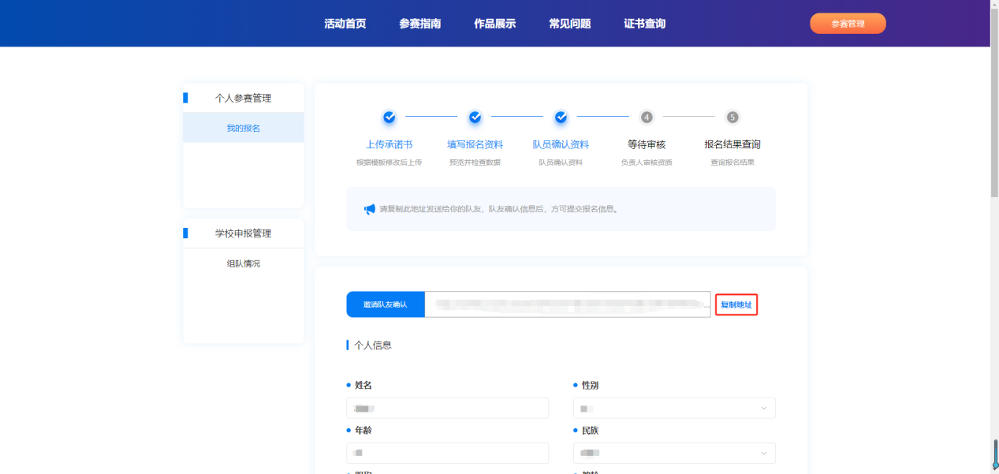 活动首页 参赛指南 作品展示 常见问题 证书查询 参赛管理
个人参赛管理
我的报名
学校申报管理
组队情况
4 5
上传承诺书 填写报名资料 队员确认资料 等待审核 报名结果查询
根据模板修改后上传 预览并检查数据 队员确认资料 负责人审核资质 查询报名结果
请复制此地址发送给你的队友，队友确认信息后，方可提交报名信息。
邀请队友确认 ... 复制地址
个人信息
姓名 性别
年龄 民族